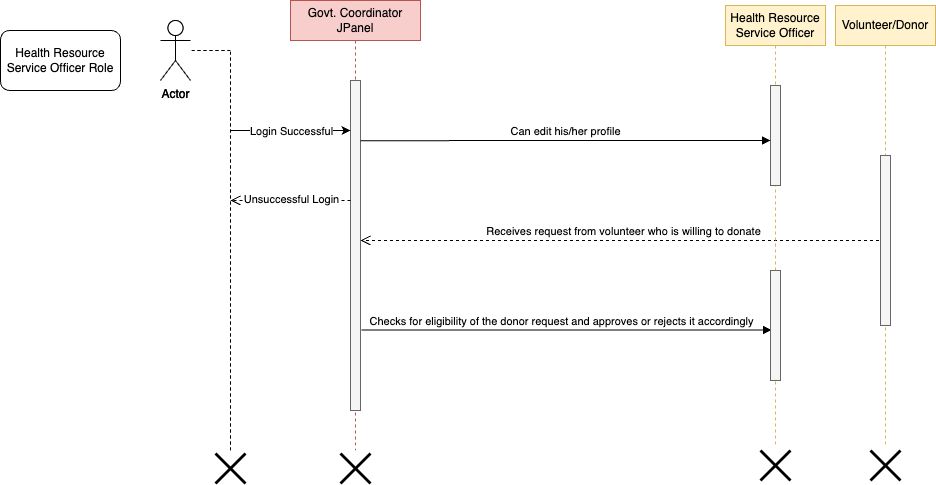 Govt. Coordinator
JPanel
Health Resource
Service Officer
Volunteer/Donor
Health Resource
Service Officer Role
Actor
Login Successful
Can edit his/her profile
Unsuccessful Login
Receives request from volunteer who is willing to donate
Checks for eligibility of the donor request and approves or rejects it accordingly